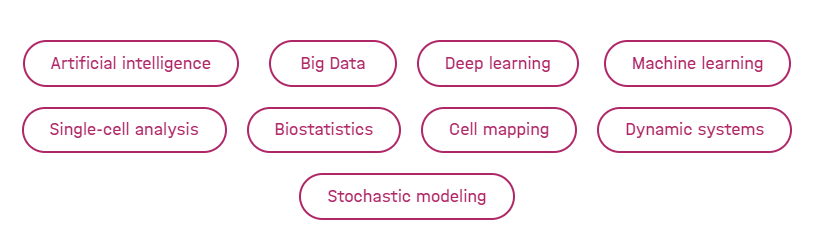 Artificial intelligence Big Data Deep learning Machine learning
Single-cell analysis Biostatistics Cell mapping Dynamic systems
Stochastic modeling